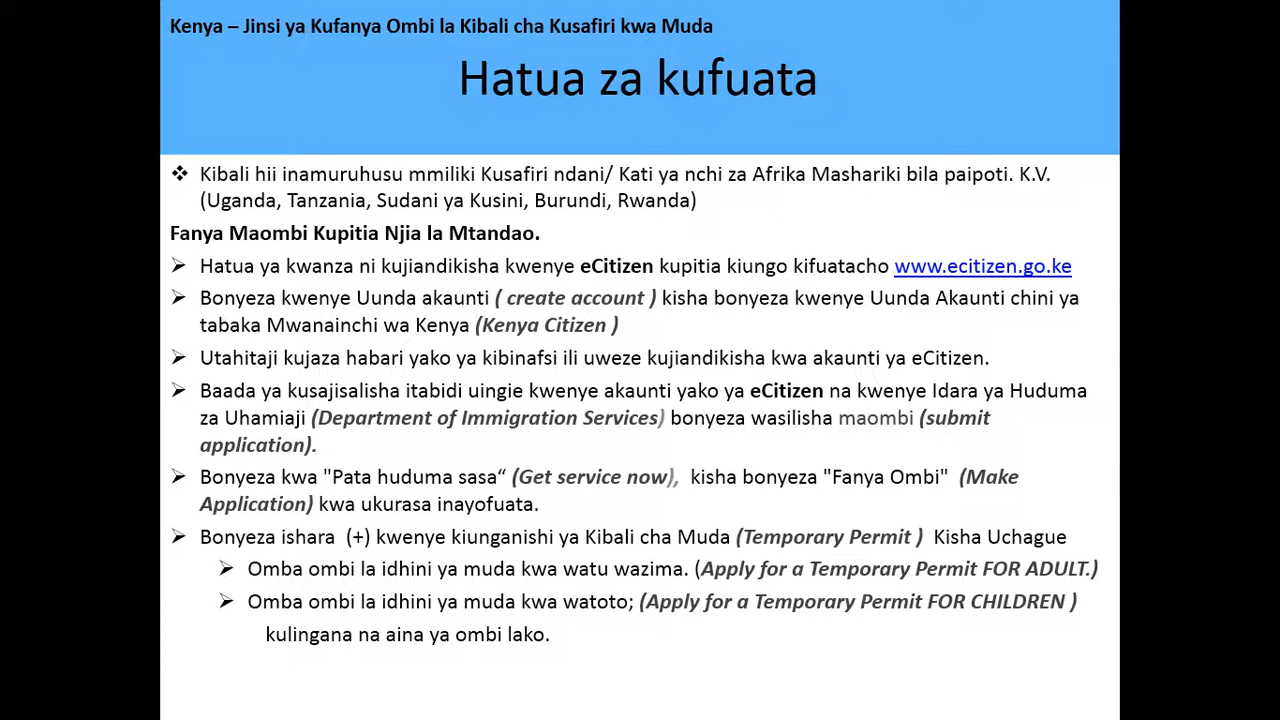 Kenya – Jinsi ya Kufanya Ombi la Kibali cha Kusafiri kwa Muda
Hatua za kufuata
❖ Kibali hii inamuruhusu mmiliki Kusafiri ndani/ Kati ya nchi za Afrika Mashariki bila paipoti. K.V.
(Uganda, Tanzania, Sudani ya Kusini, Burundi, Rwanda)
Fanya Maombi Kupitia Njia la Mtandao.
➢ Hatua ya kwanza ni kujiandikisha kwenye eCitizen kupitia kiungo kifuatacho www.ecitizen.go.ke
➢ Bonyeza kwenye Uunda akaunti ( create account ) kisha bonyeza kwenye Uunda Akaunti chini ya
tabaka Mwanainchi wa Kenya (Kenya Citizen )
➢ Utahitaji kujaza habari yako ya kibinafsi ili uweze kujiandikisha kwa akaunti ya eCitizen.
➢ Baada ya kusajisalisha itabidi uingie kwenye akaunti yako ya eCitizen na kwenye Idara ya Huduma
za Uhamiaji (Department of Immigration Services) bonyeza wasilisha maombi (submit
application).
➢ Bonyeza kwa "Pata huduma sasa“ (Get service now), kisha bonyeza "Fanya Ombi" (Make
Application) kwa ukurasa inayofuata.
➢ Bonyeza ishara (+) kwenye kiunganishi ya Kibali cha Muda (Temporary Permit ) Kisha Uchague
➢ Omba ombi la idhini ya muda kwa watu wazima. (Apply for a Temporary Permit FOR ADULT.)
➢ Omba ombi la idhini ya muda kwa watoto; (Apply for a Temporary Permit FOR CHILDREN )
kulingana na aina ya ombi lako.